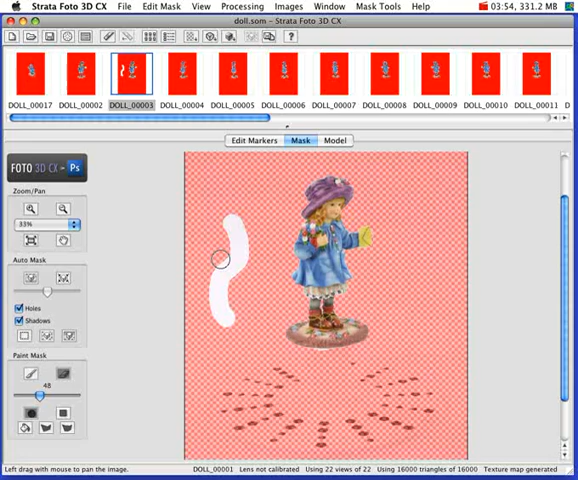 Strata Foto 3D CX File Edit Mask View Processing Images Window Mask Tools Help 03:54, 331.2 MB
doll.som — Strata Foto 3D CX
DOLL_00017 DOLL_00002 DOLL_00003 DOLL_00004 DOLL_00005 DOLL_00006 DOLL_00007 DOLL_00008 DOLL_00009 DOLL_00010 DOLL_00011 D
Edit Markers Mask Model
FOTO 3D CX Ps
Zoom/Pan
33%
Auto Mask
Holes
Shadows
Paint Mask
48
Left drag with mouse to pan the image. DOLL_00001 Lens not calibrated Using 22 views of 22 Using 16000 triangles of 16000 Texture map generated